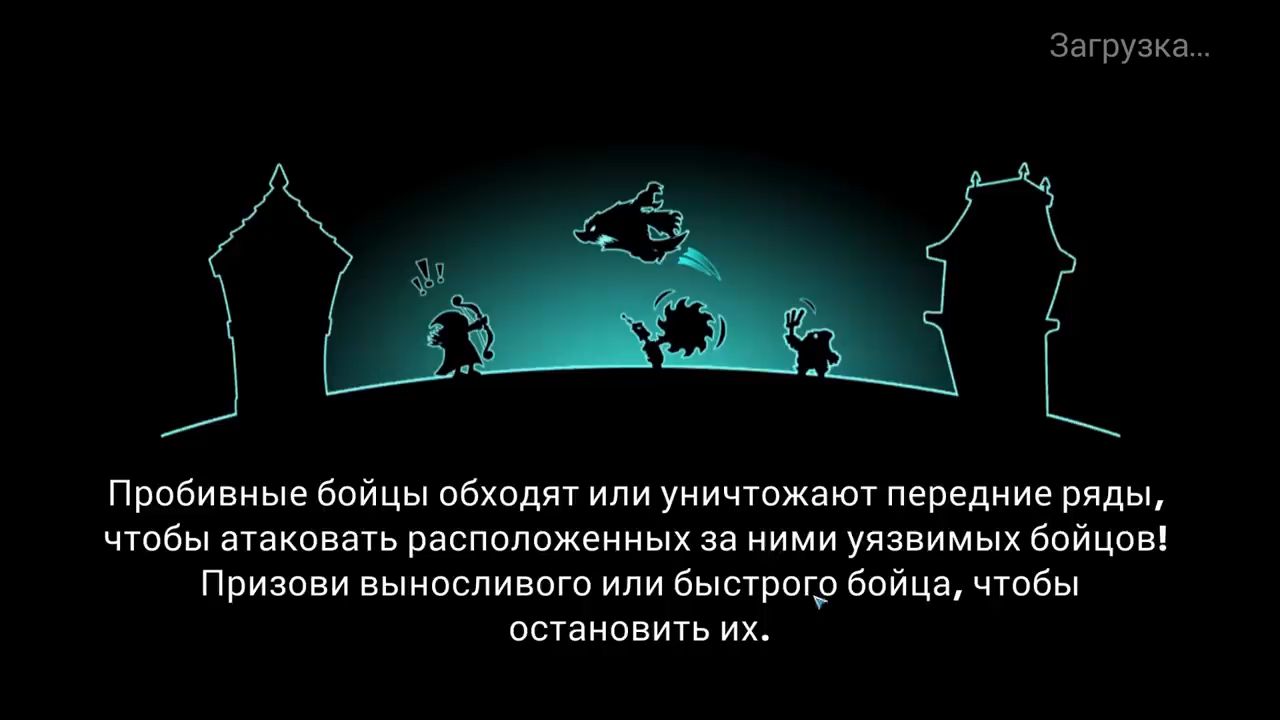 Загрузка...
Пробивные бойцы обходят или уничтожают передние ряды,
чтобы атаковать расположенных за ними уязвимых бойцов!
Призови выносливого или быстрого бойца, чтобы
остановить их.